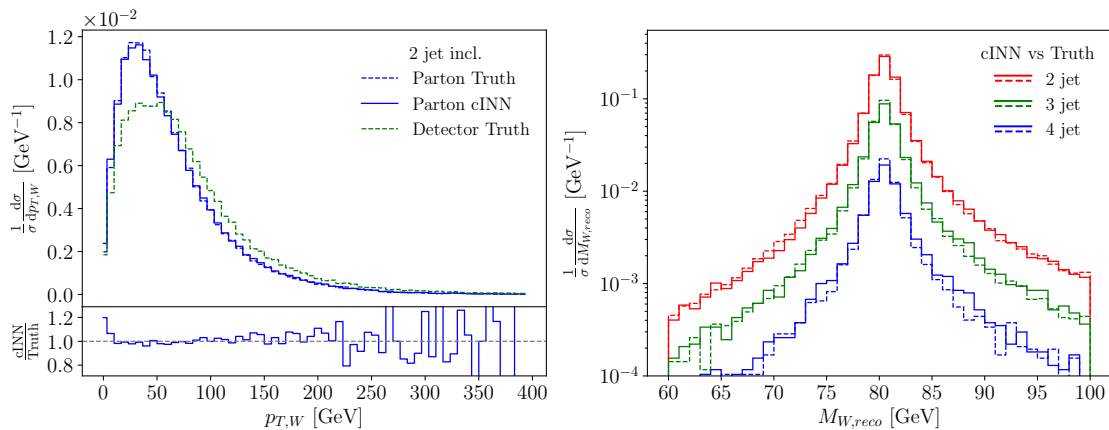 ×10⁻²
1.2
1.0
0.8
0.6
0.4
0.2
0.0
1/σ dσ/dp_{T,W} [GeV⁻¹]
2 jet incl.
Parton Truth
Parton cINN
Detector Truth
1.2
1.0
0.8
cINN/Truth
0 50 100 150 200 250 300 350 400
p_{T,W} [GeV]
10⁻¹
10⁻²
10⁻³
10⁻⁴
1/σ dσ/dM_{W,reco} [GeV⁻¹]
cINN vs Truth
2 jet
3 jet
4 jet
60 65 70 75 80 85 90 95 100
M_{W,reco} [GeV]